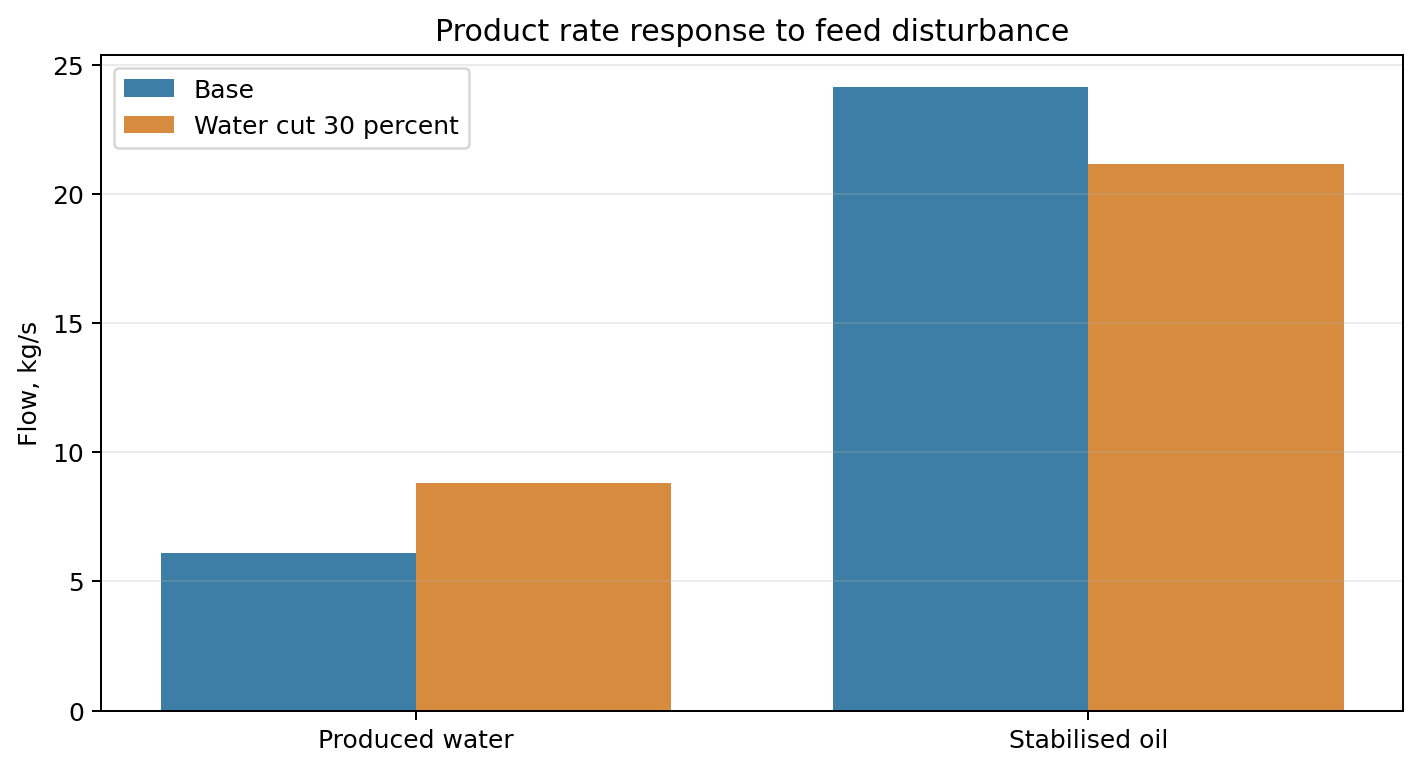 Product rate response to feed disturbance
Base
Water cut 30 percent
Flow, kg/s
25
20
15
10
5
0
Produced water
Stabilised oil